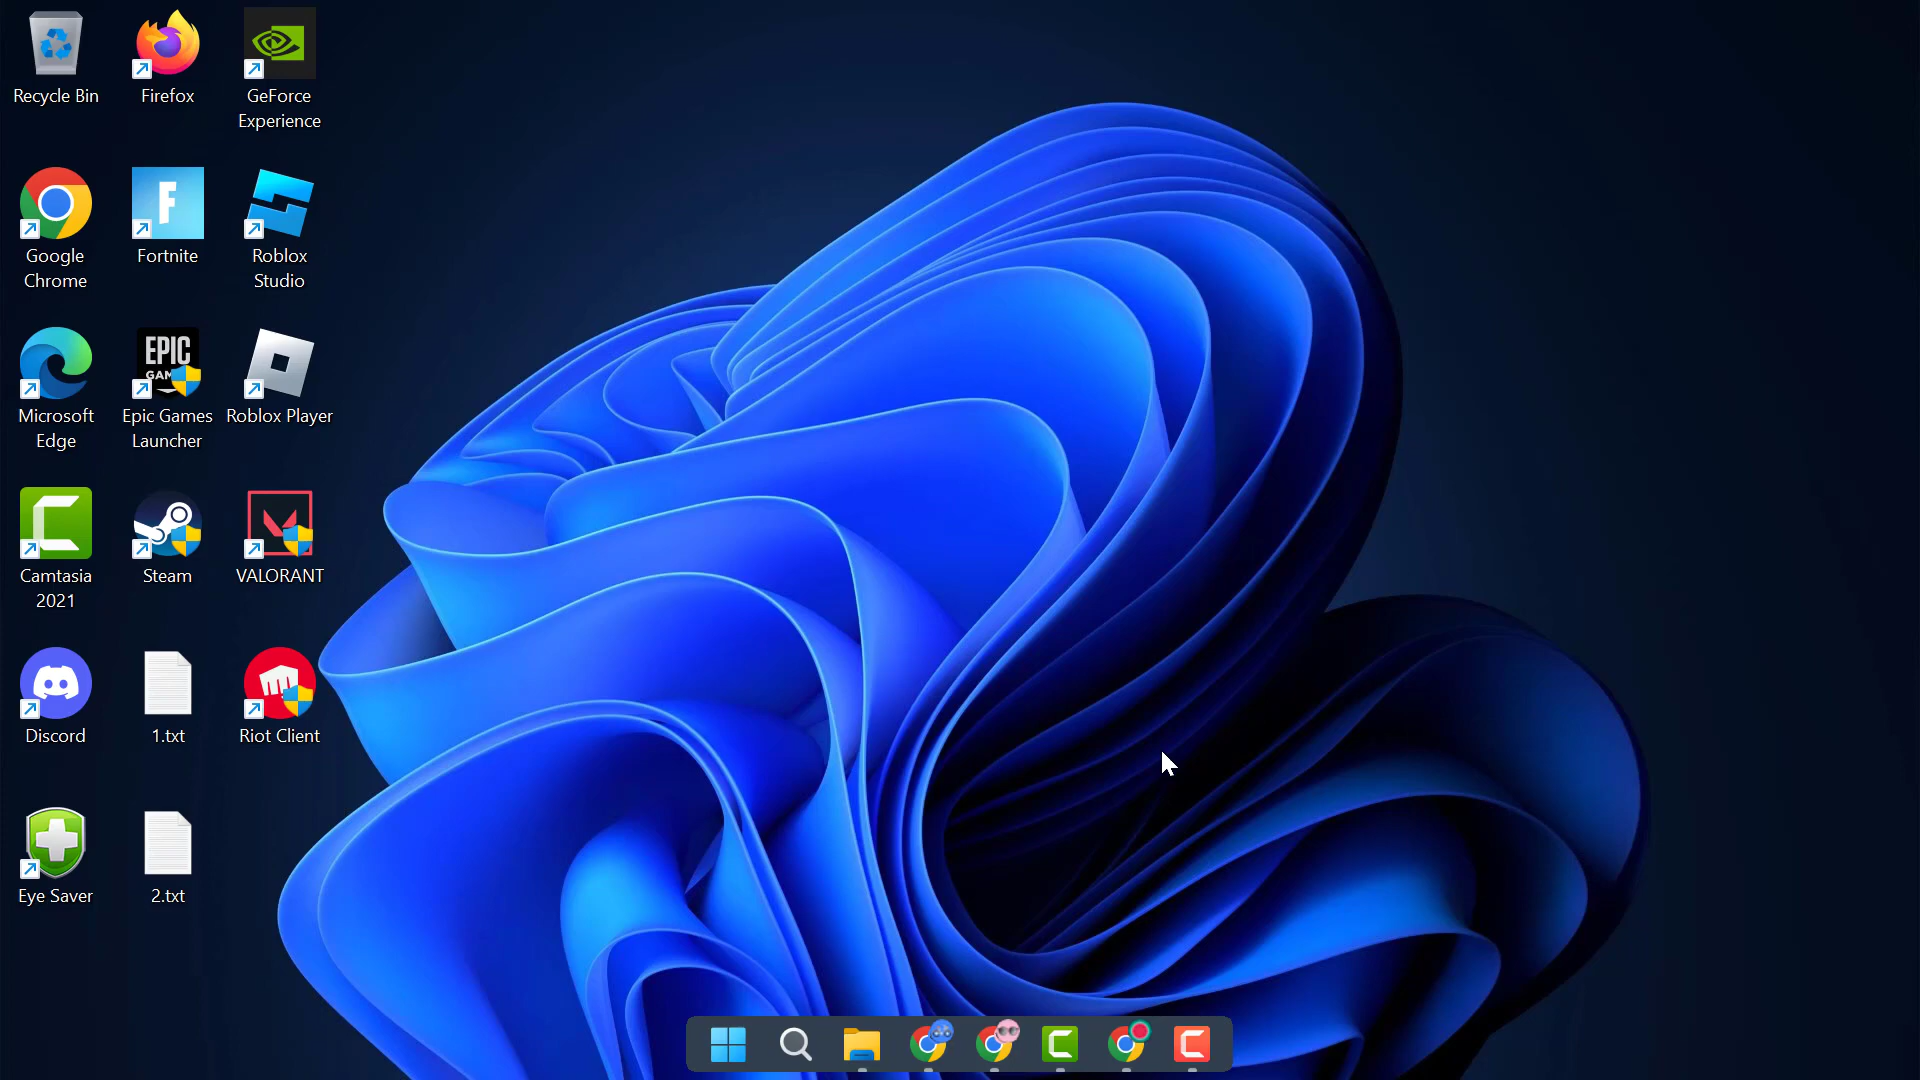 Recycle Bin
Firefox
GeForce
Experience
Google
Chrome
F
Fortnite
Roblox
Studio
Microsoft
Edge
EPIC
GAM
Epic Games
Launcher
Roblox Player
Camtasia
2021
Steam
VALORANT
Discord
1.txt
Riot Client
Eye Saver
2.txt